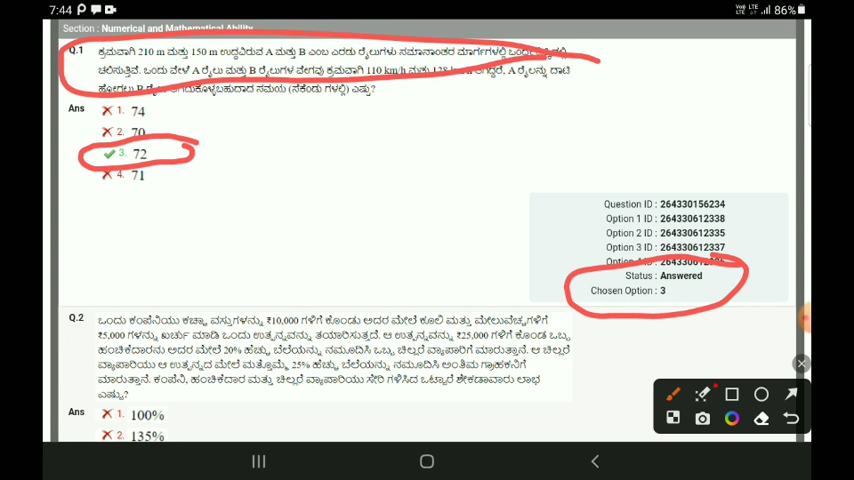 7:44
86%
Section : Numerical and Mathematical Ability
Q.1 ಕ್ರಮವಾಗಿ 210 m ಮತ್ತು 150 m ಉದ್ದವಿರುವ A ಮತ್ತು B ಎಂಬ ಎರಡು ರೈಲುಗಳು ಸಮಾನಾಂತರ ಮಾರ್ಗಗಳಲ್ಲಿ
ಚಲಿಸುತ್ತಿವೆ. ಒಂದು ವೇಳೆ A ರೈಲು ಮತ್ತು B ರೈಲುಗಳ ವೇಗವು ಕ್ರಮವಾಗಿ 110 km/h ಮತ್ತು 128 A ರೈಲನ್ನು ದಾಟಿ
ಹೋಗಲು B ತೆಗೆದುಕೊಳ್ಳಬಹುದಾದ ಸಮಯ (ಸೆಕೆಂಡು ಗಳಲ್ಲಿ) ಎಷ್ಟು?
Ans 1. 74
2. 70
3. 72
4. 71
Question ID : 264330156234
Option 1 ID : 264330612338
Option 2 ID : 264330612335
Option 3 ID : 264330612337
Option 4 ID :
Status : Answered
Chosen Option : 3
Q.2 ಒಂದು ಕಂಪೆನಿಯು ಕಚ್ಚಾ ವಸ್ತುಗಳನ್ನು ₹10,000 ಗಳಿಗೆ ಕೊಂಡು ಅದರ ಮೇಲೆ ಕೂಲಿ ಮತ್ತು ಮೇಲುವೆಚ್ಚಗಳಿಗೆ
₹5,000 ಗಳನ್ನು ಖರ್ಚು ಮಾಡಿ ಒಂದು ಉತ್ಪನ್ನವನ್ನು ತಯಾರಿಸುತ್ತದೆ. ಆ ಉತ್ಪನ್ನವನ್ನು ₹25,000 ಗಳಿಗೆ ಕೊಂಡ ಒಬ್ಬ
ಹಂಚಿಕೆದಾರನು ಅದರ ಮೇಲೆ 20% ಹೆಚ್ಚು ಬೆಲೆಯನ್ನು ನಮೂದಿಸಿ ಒಬ್ಬ ಚಿಲ್ಲರೆ ವ್ಯಾಪಾರಿಗೆ ಮಾರುತ್ತಾನೆ. ಆ ಚಿಲ್ಲರೆ
ವ್ಯಾಪಾರಿಯು ಆ ಉತ್ಪನ್ನದ ಮೇಲೆ ಮತ್ತೊಮ್ಮೆ 25% ಹೆಚ್ಚು ಬೆಲೆಯನ್ನು ನಮೂದಿಸಿ ಅಂತಿಮ ಗ್ರಾಹಕನಿಗೆ
ಮಾರುತ್ತಾನೆ. ಕಂಪೆನಿ, ಹಂಚಿಕೆದಾರ ಮತ್ತು ಚಿಲ್ಲರೆ ವ್ಯಾಪಾರಿಯು ಸೇರಿ ಗಳಿಸಿದ ಒಟ್ಟಾರೆ ಶೇಕಡಾವಾರು ಲಾಭ
ಎಷ್ಟು?
Ans 1. 100%
2. 135%